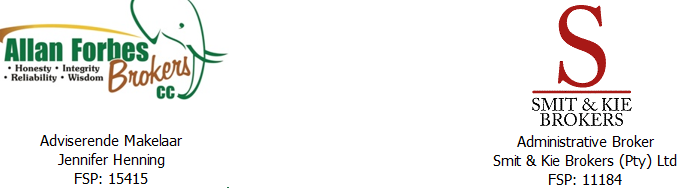 Allan Forbes
• Honesty • Integrity
• Reliability • Wisdom
Brokers
CC
Adviserende Makelaar
Jennifer Henning
FSP: 15415
S
SMIT & KIE
BROKERS
Administrative Broker
Smit & Kie Brokers (Pty) Ltd
FSP: 11184